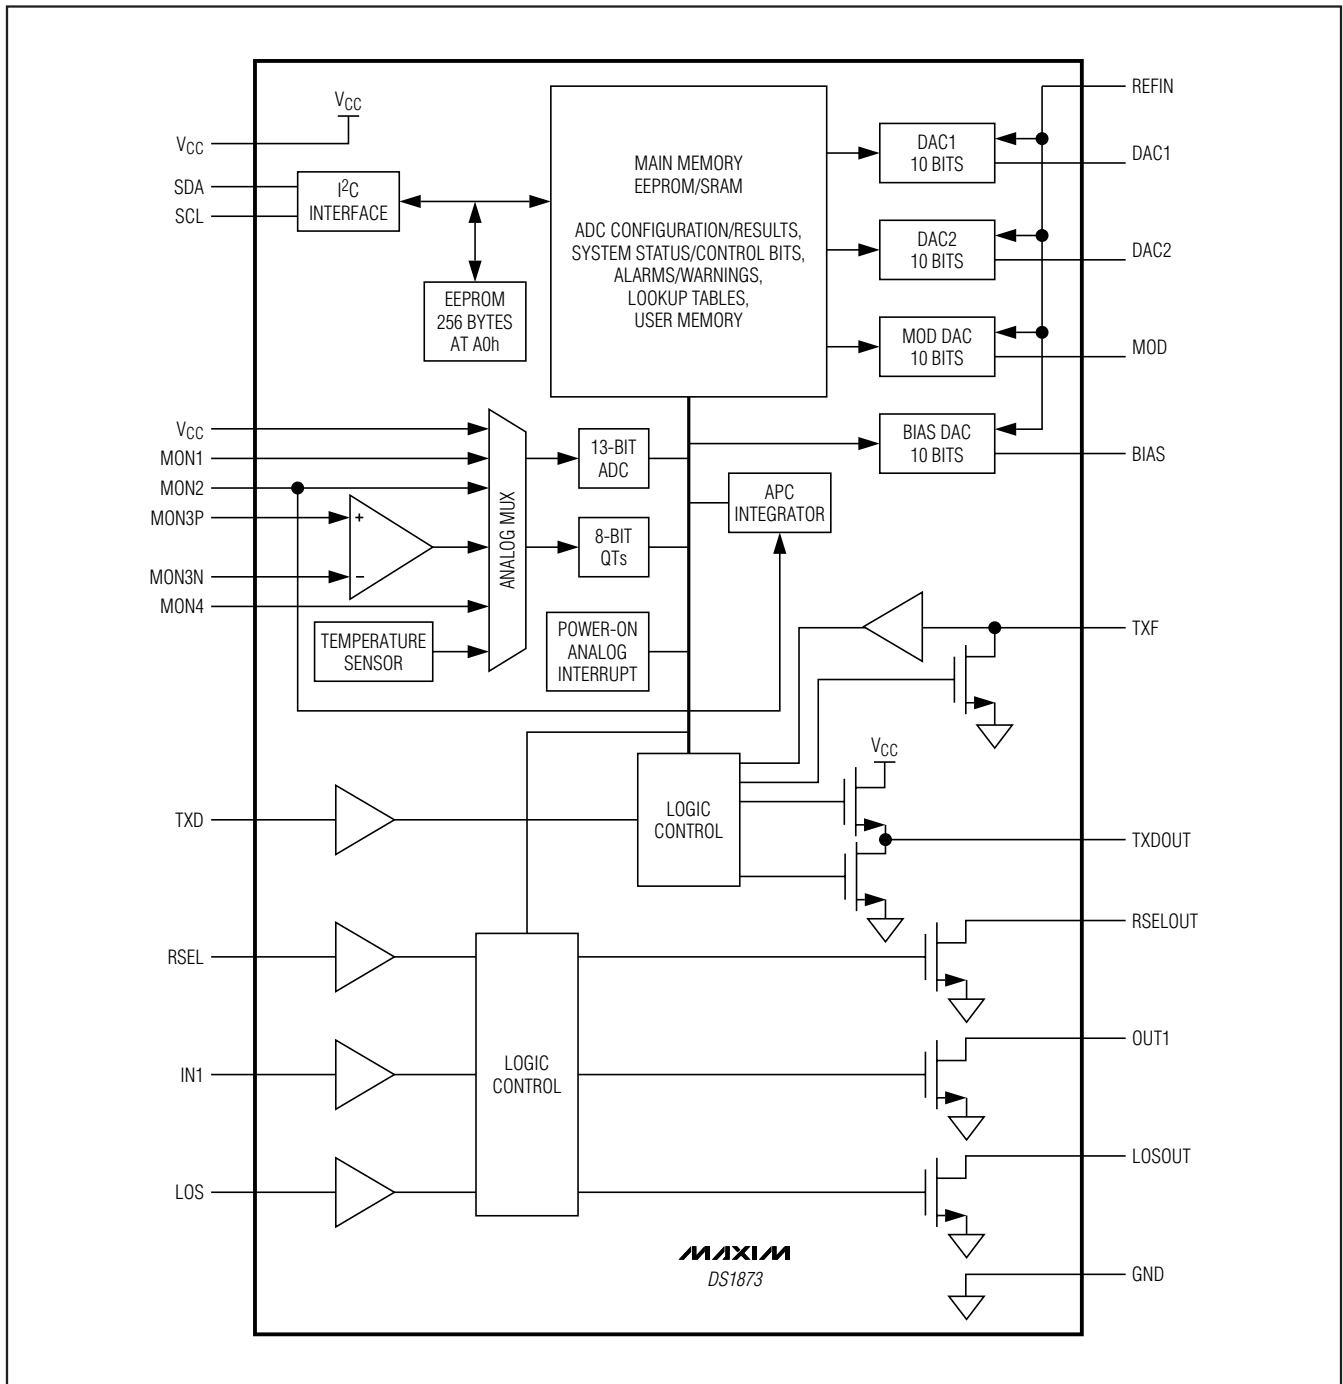 VCC
REFIN
VCC
DAC1
10 BITS
DAC1
SDA
SCL
I2C
INTERFACE
MAIN MEMORY
EEPROM/SRAM
ADC CONFIGURATION/RESULTS,
SYSTEM STATUS/CONTROL BITS,
ALARMS/WARNINGS,
LOOKUP TABLES,
USER MEMORY
DAC2
10 BITS
DAC2
EEPROM
256 BYTES
AT A0h
MOD DAC
10 BITS
MOD
VCC
MON1
MON2
MON3P
MON3N
MON4
+
−
ANALOG MUX
13-BIT
ADC
BIAS DAC
10 BITS
BIAS
APC
INTEGRATOR
8-BIT
QTs
TEMPERATURE
SENSOR
POWER-ON
ANALOG
INTERRUPT
TXF
VCC
TXD
LOGIC
CONTROL
TXDOUT
RSELOUT
RSEL
OUT1
IN1
LOGIC
CONTROL
LOSOUT
LOS
MAXIM
DS1873
GND